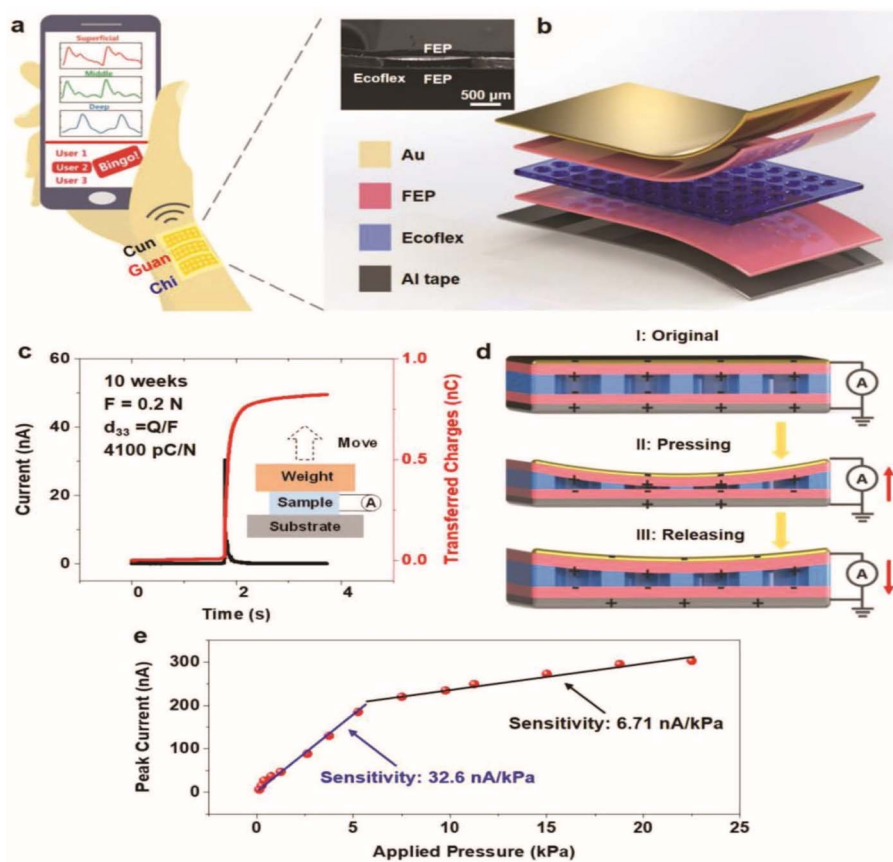 a
Superficial
Middle
Deep
User 1
User 2
User 3
Bingo!
Cun
Guan
Chi
FEP
Ecoflex
FEP
500 μm
b
Au
FEP
Ecoflex
Al tape
c
60
40
20
0
Current (nA)
10 weeks
F = 0.2 N
d₃₃ =Q/F
4100 pC/N
Move
Weight
Sample
A
Substrate
1.0
0.5
0.0
Transferred Charges (nC)
0
2
4
Time (s)
d
I: Original
- - - -
+ + + +
- - - -
+ + + +
A
II: Pressing
- -
+ + + +
- - - -
+ +
A
III: Releasing
- - -
+ + + +
- - - -
+ + +
A
e
300
200
100
0
Peak Current (nA)
Sensitivity: 6.71 nA/kPa
Sensitivity: 32.6 nA/kPa
0
5
10
15
20
25
Applied Pressure (kPa)